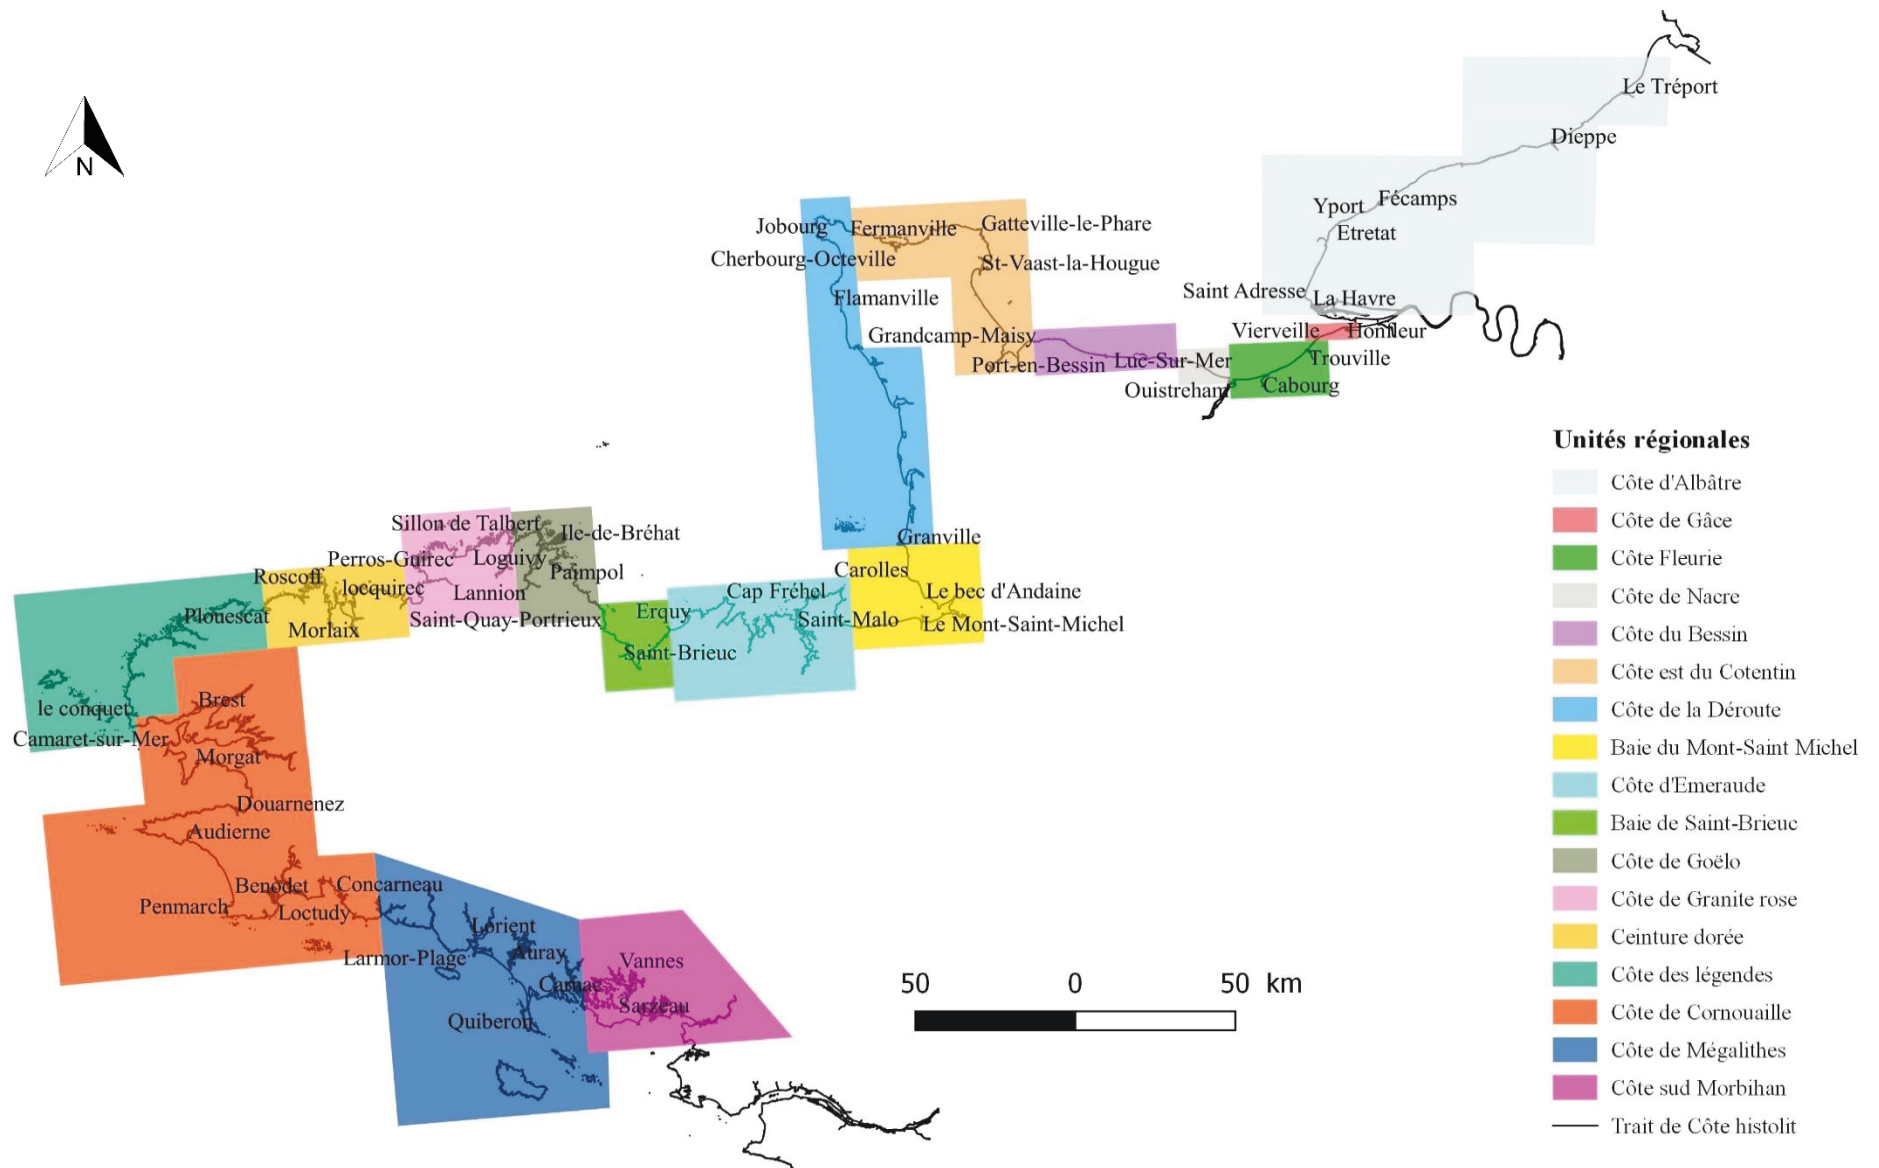 Le Tréport
Dieppe
N
Fécamps
Yport
Etretat
Jobourg
Fermanville
Gatteville-le-Phare
Cherbourg-Octeville
St-Vaast-la-Hougue
Flamanville
Saint Adresse
La Havre
Grandcamp-Maisy
Vierveille
Honfleur
Port-en-Bessin
Luc-Sur-Mer
Trouville
Ouistreham
Cabourg
Sillon de Talbert
Ile-de-Bréhat
Granville
Perros-Guirec
Loguivy
Paimpol
Carolles
Roscoff
locquirec
Lannion
Cap Fréhel
Le bec d'Andaine
Plouescat
Morlaix
Saint-Quay-Portrieux
Erquy
Saint-Malo
Le Mont-Saint-Michel
Saint-Brieuc
le conquet
Brest
Camaret-sur-Mer
Morgat
Douarnenez
Audierne
Benodet
Concarneau
Penmarch
Loctudy
Lorient
Larmor-Plage
Auray
Vannes
Carnac
Sarzeau
Quiberon
50 0 50 km
Unités régionales
Côte d'Albâtre
Côte de Gâce
Côte Fleurie
Côte de Nacre
Côte du Bessin
Côte est du Cotentin
Côte de la Déroute
Baie du Mont-Saint Michel
Côte d'Emeraude
Baie de Saint-Brieuc
Côte de Goëlo
Côte de Granite rose
Ceinture dorée
Côte des légendes
Côte de Cornouaille
Côte de Mégalithes
Côte sud Morbihan
Trait de Côte histolit